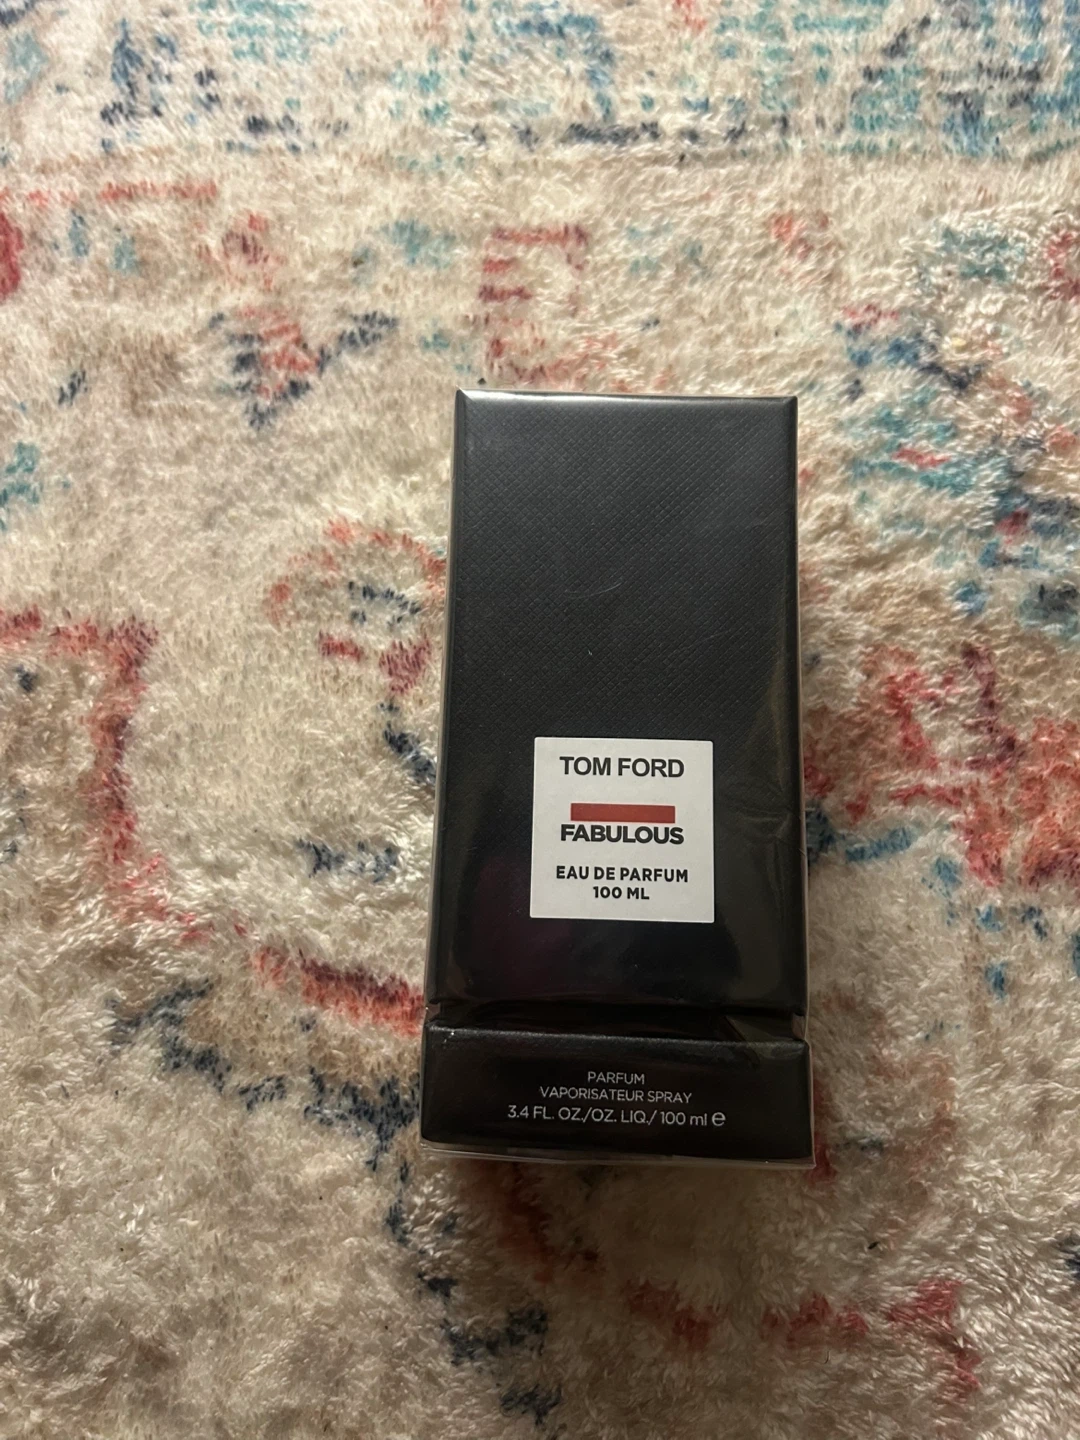 TOM FORD
FABULOUS
EAU DE PARFUM
100 ML
PARFUM
VAPORISATEUR SPRAY
3.4 FL. OZ./OZ. LIQ./ 100 ml ℮